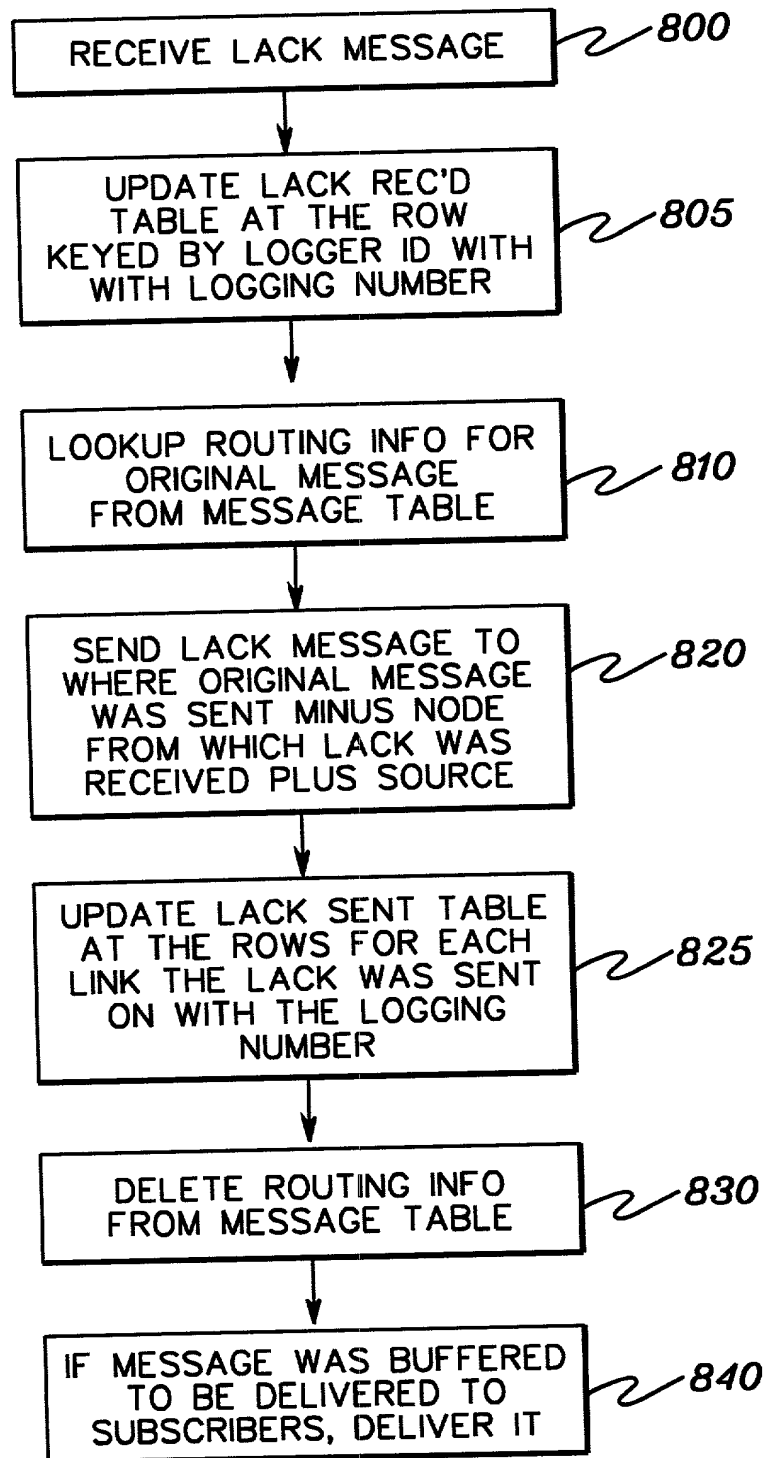 RECEIVE LACK MESSAGE
800
UPDATE LACK REC'D
TABLE AT THE ROW
KEYED BY LOGGER ID WITH
WITH LOGGING NUMBER
805
LOOKUP ROUTING INFO FOR
ORIGINAL MESSAGE
FROM MESSAGE TABLE
810
SEND LACK MESSAGE TO
WHERE ORIGINAL MESSAGE
WAS SENT MINUS NODE
FROM WHICH LACK WAS
RECEIVED PLUS SOURCE
820
UPDATE LACK SENT TABLE
AT THE ROWS FOR EACH
LINK THE LACK WAS SENT
ON WITH THE LOGGING
NUMBER
825
DELETE ROUTING INFO
FROM MESSAGE TABLE
830
IF MESSAGE WAS BUFFERED
TO BE DELIVERED TO
SUBSCRIBERS, DELIVER IT
840